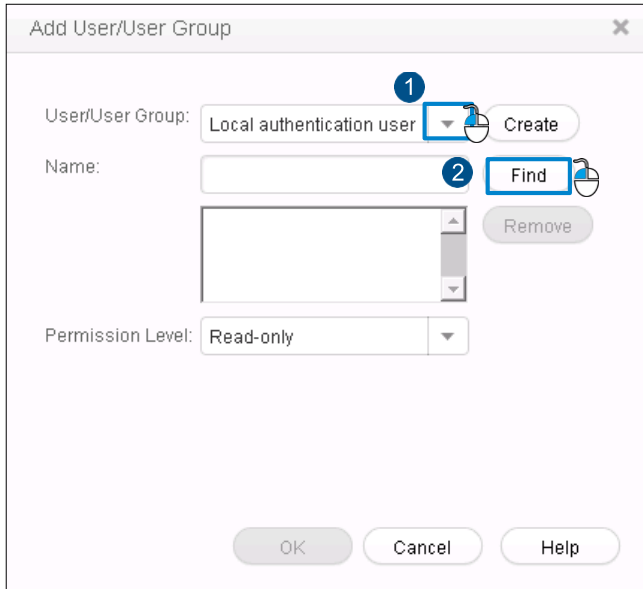 Add User/User Group
1
User/User Group: Local authentication user Create
Name: 2 Find
Remove
Permission Level: Read-only
OK Cancel Help